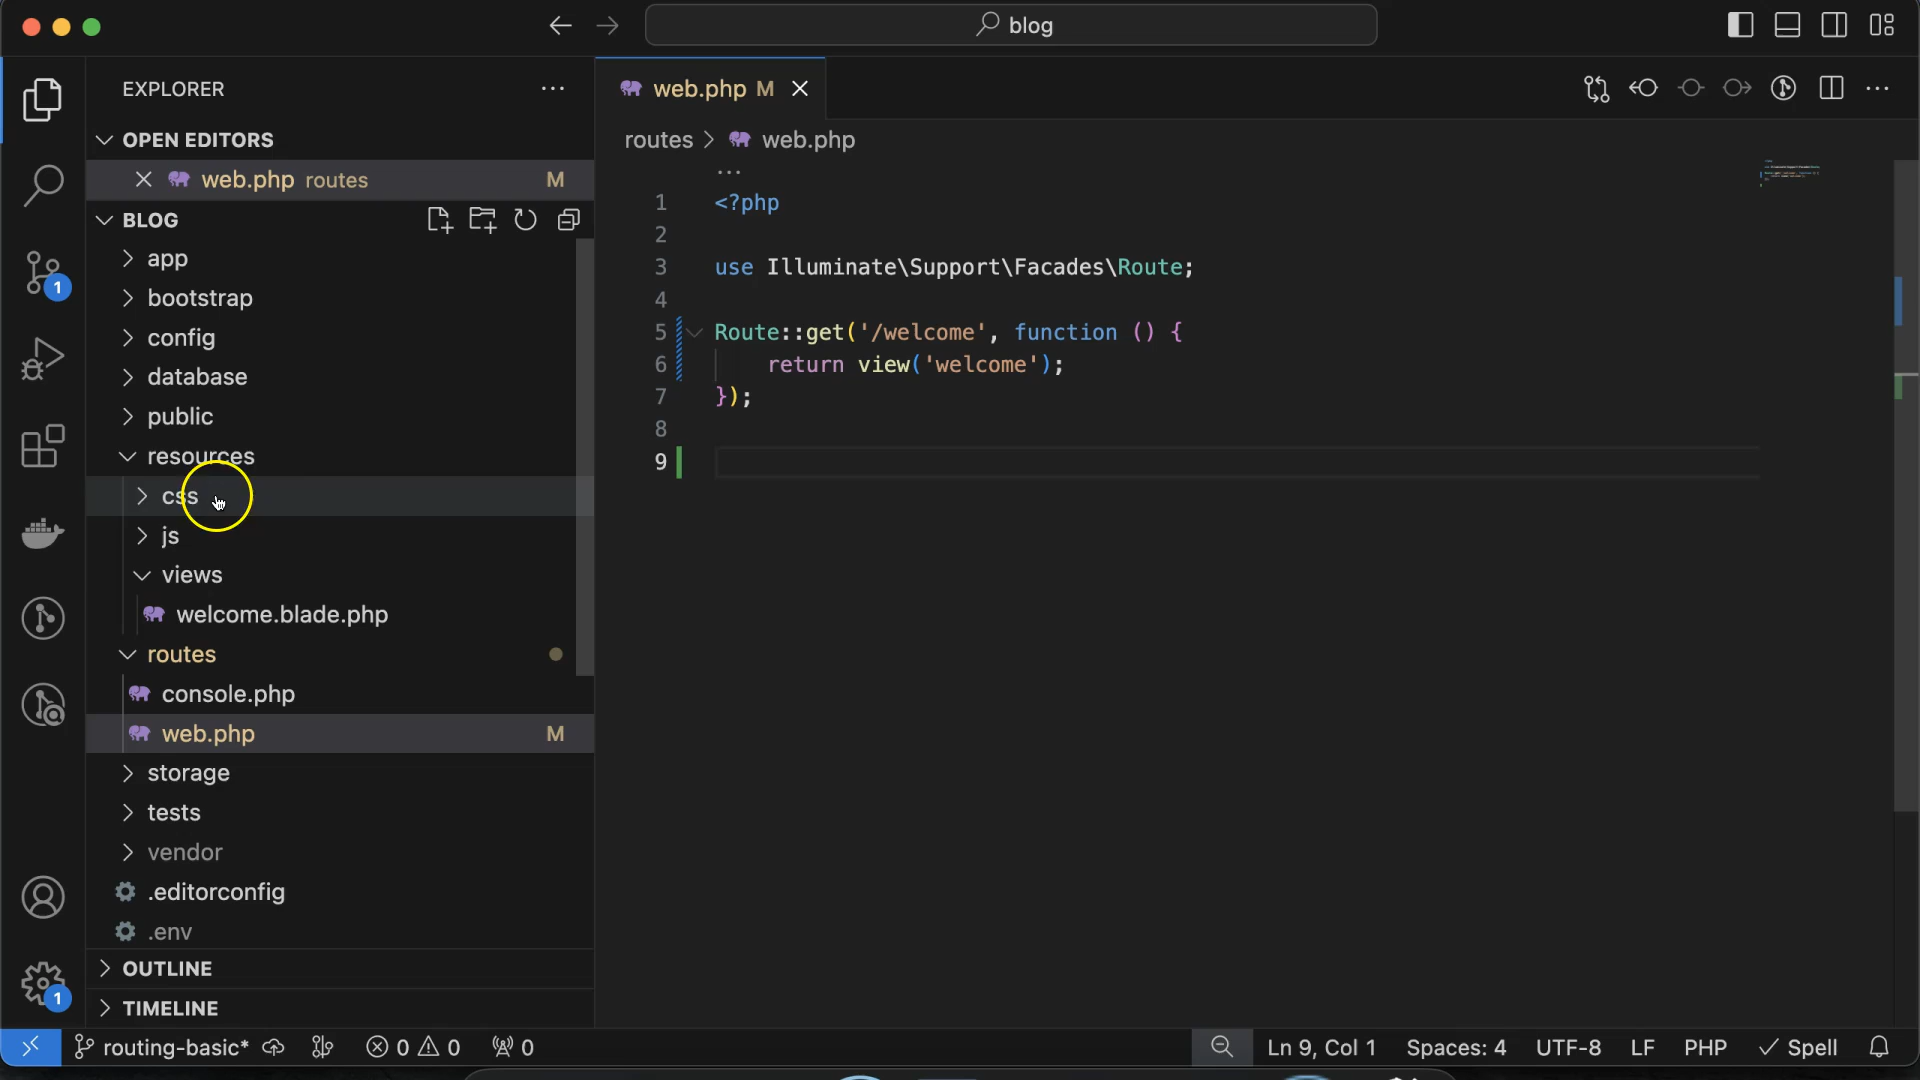 blog
EXPLORER
OPEN EDITORS
web.php routes M
BLOG
app
bootstrap
config
database
public
resources
css
js
views
welcome.blade.php
routes
console.php
web.php M
storage
tests
vendor
.editorconfig
.env
OUTLINE
TIMELINE
1
1
web.php M
routes > web.php
...
1 <?php
2
3 use Illuminate\Support\Facades\Route;
4
5 Route::get('/welcome', function () {
6 return view('welcome');
7 });
8
9
routing-basic* 0 0 0 Ln 9, Col 1 Spaces: 4 UTF-8 LF PHP Spell